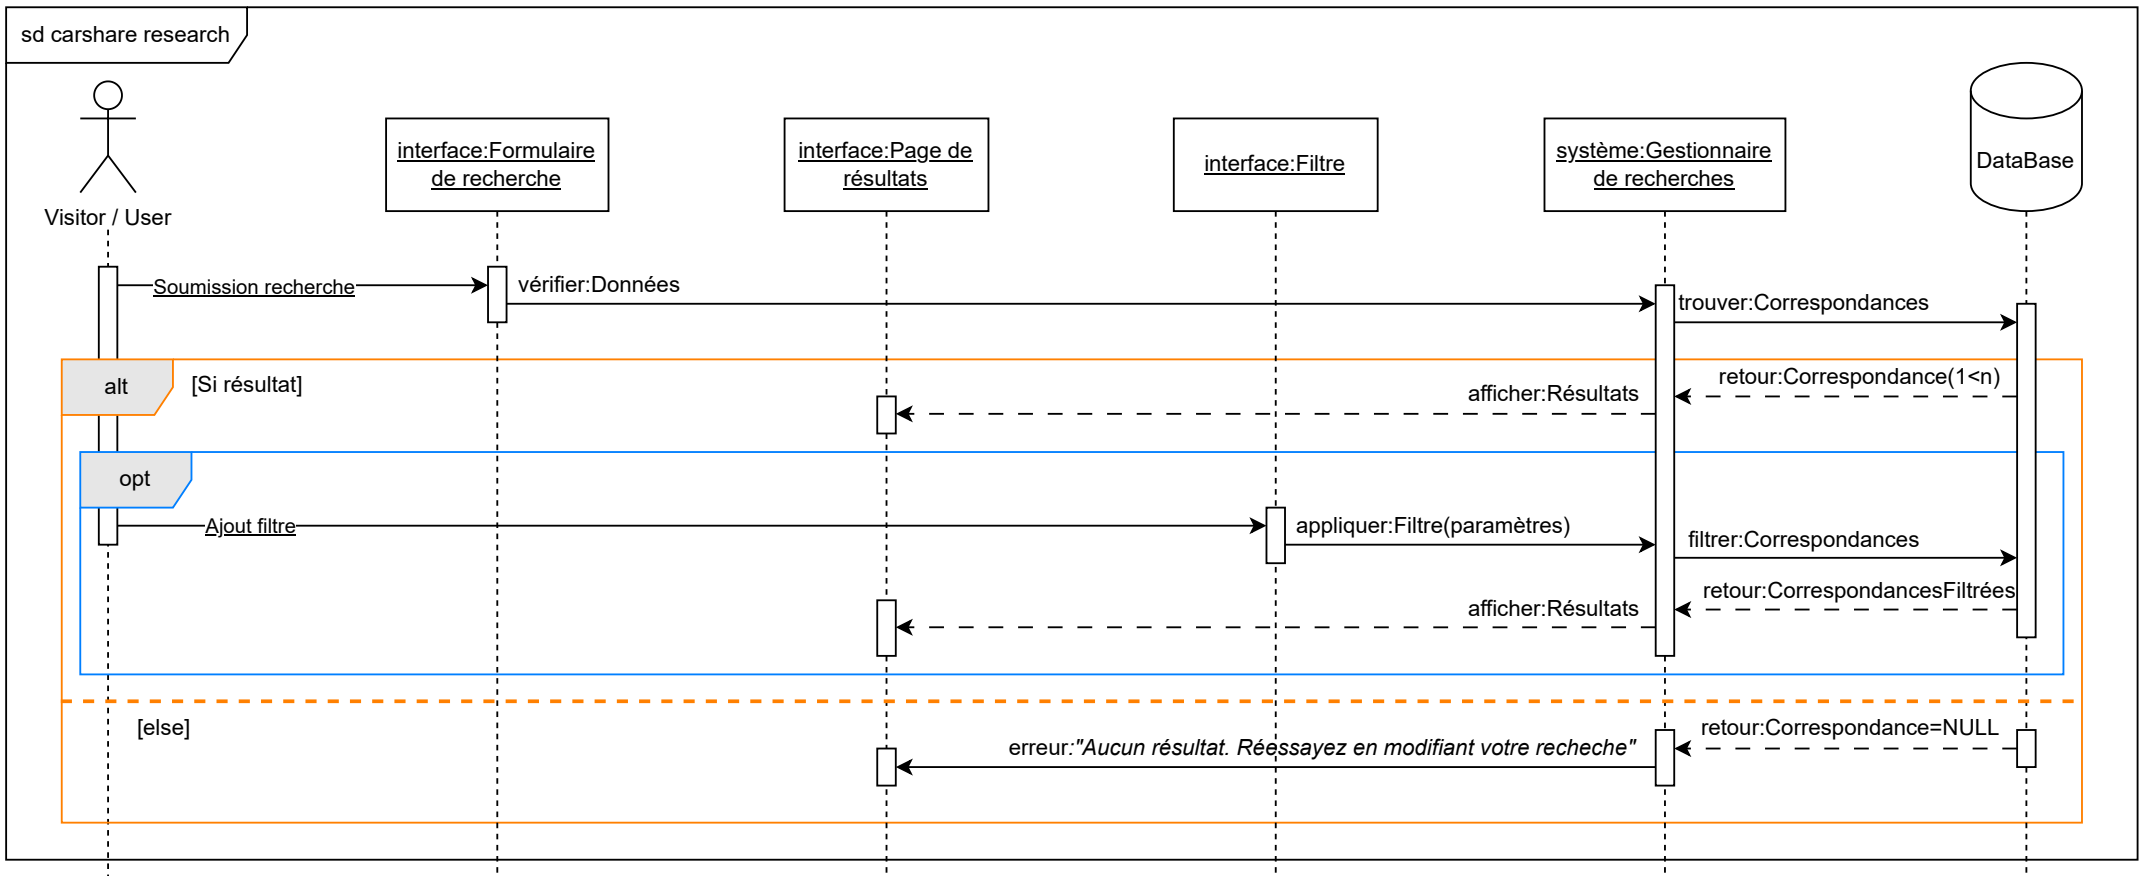 sd carshare research
Visitor / User
interface:Formulaire
de recherche
interface:Page de
résultats
interface:Filtre
système:Gestionnaire
de recherches
DataBase
Soumission recherche
vérifier:Données
trouver:Correspondances
alt
[Si résultat]
retour:Correspondance(1<n)
afficher:Résultats
opt
Ajout filtre
appliquer:Filtre(paramètres)
filtrer:Correspondances
retour:CorrespondancesFiltrées
afficher:Résultats
[else]
retour:Correspondance=NULL
erreur:"Aucun résultat. Réessayez en modifiant votre recheche"